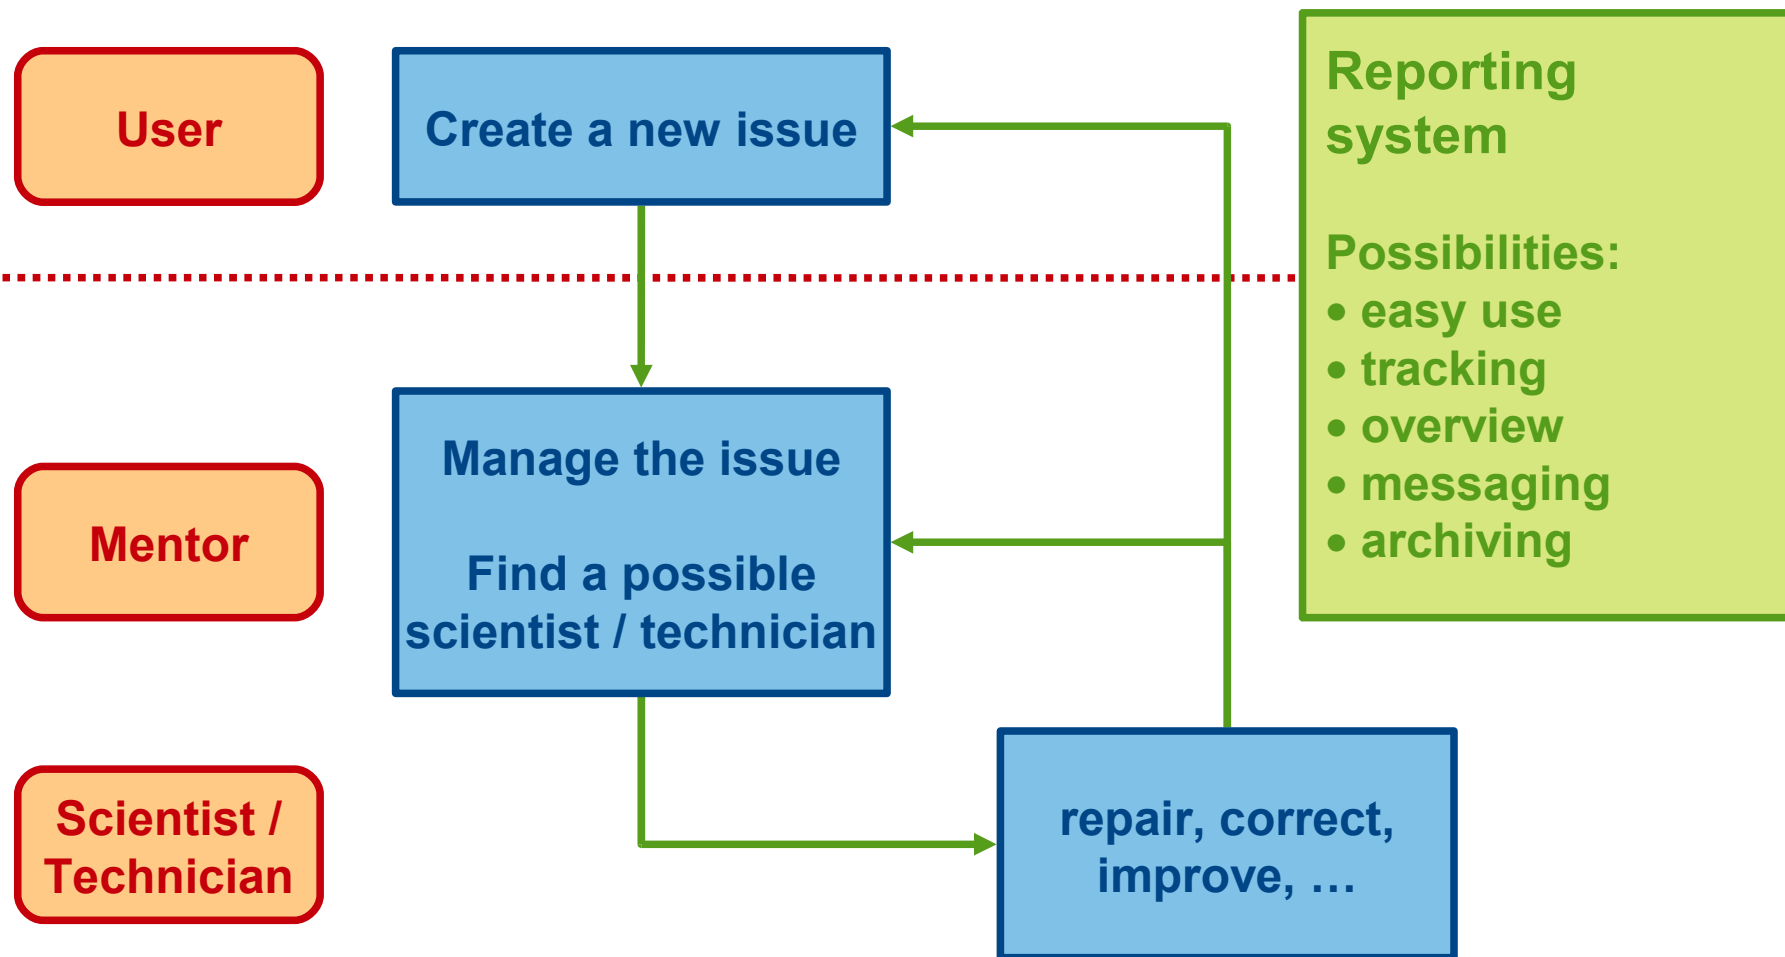 User
Create a new issue
Reporting
system
Possibilities:
• easy use
• tracking
• overview
• messaging
• archiving
Mentor
Manage the issue
Find a possible
scientist / technician
Scientist /
Technician
repair, correct,
improve, …